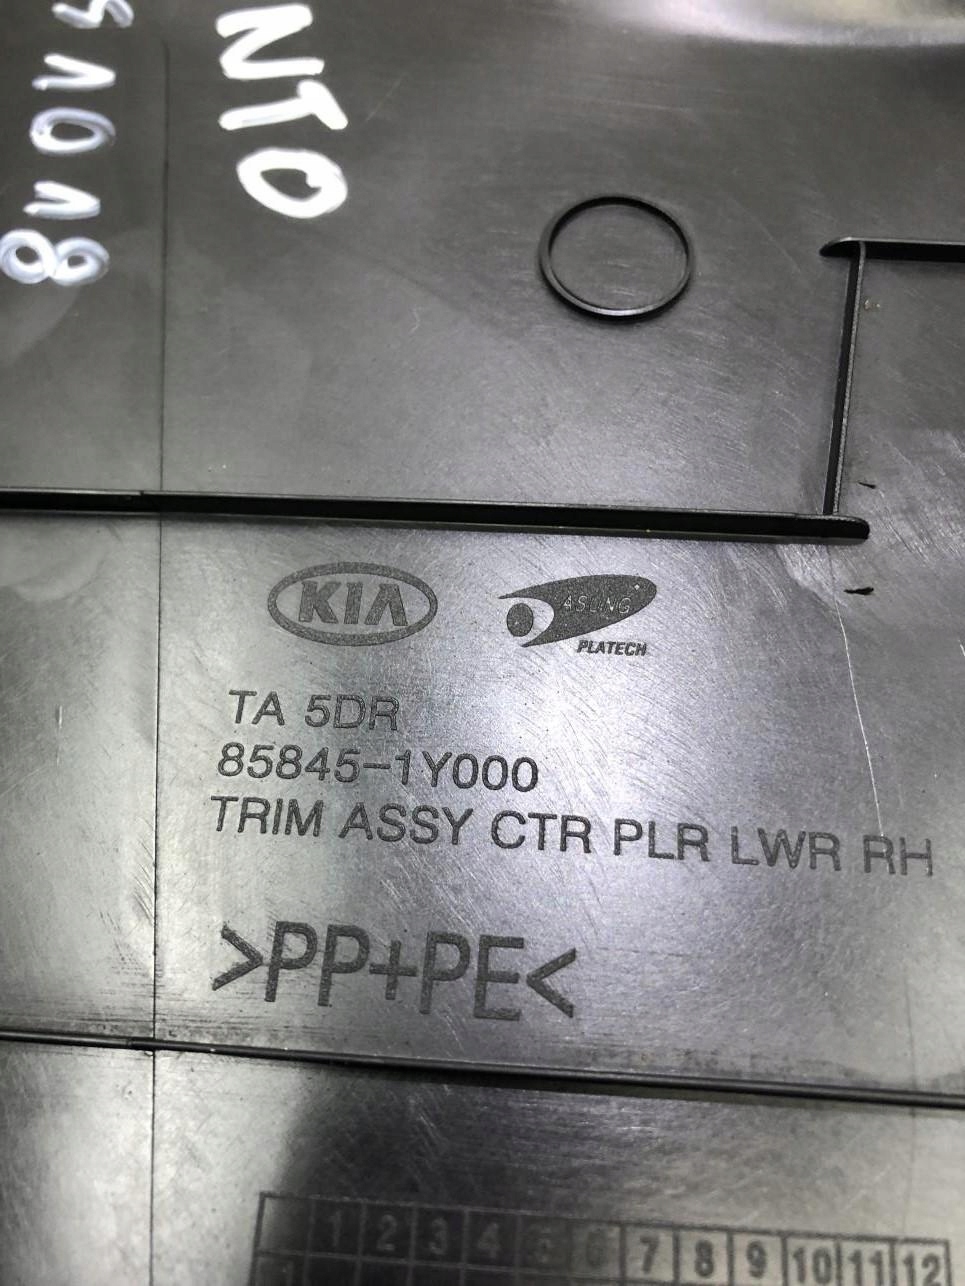 NTO
KIA
ASUNG
PLATECH
TA 5DR
85845-1Y000
TRIM ASSY CTR PLR LWR RH
>PP+PE<
1 2 3 4 5 6 7 8 9 10 11 12